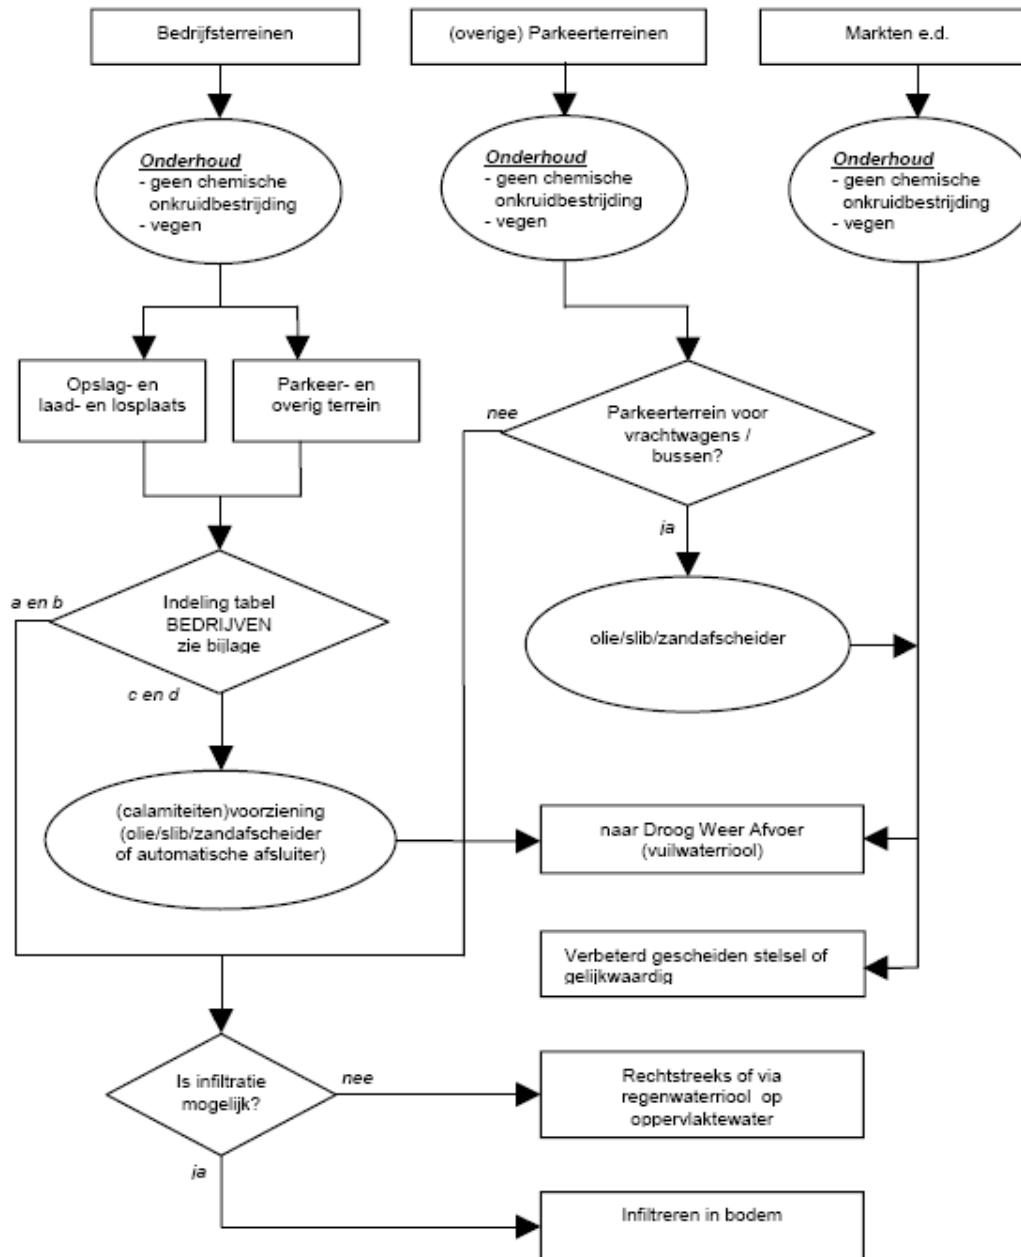 Bedrijfsterreinen
(overige) Parkeerterreinen
Markten e.d.
Onderhoud
- geen chemische
onkruidbestrijding
- vegen
Onderhoud
- geen chemische
onkruidbestrijding
- vegen
Onderhoud
- geen chemische
onkruidbestrijding
- vegen
Opslag- en
laad- en losplaats
Parkeer- en
overig terrein
nee
Parkeerterrein voor
vrachtwagens /
bussen?
ja
a en b
Indeling tabel
BEDRIJVEN
zie bijlage
c en d
olie/slib/zandafscheider
(calamiteiten)voorziening
(olie/slib/zandafscheider
of automatische afsluiter)
naar Droog Weer Afvoer
(vuilwaterriool)
Verbeterd gescheiden stelsel of
gelijkwaardig
Is infiltratie
mogelijk?
nee
Rechtstreeks of via
regenwaterriool op
oppervlaktewater
ja
Infiltreren in bodem